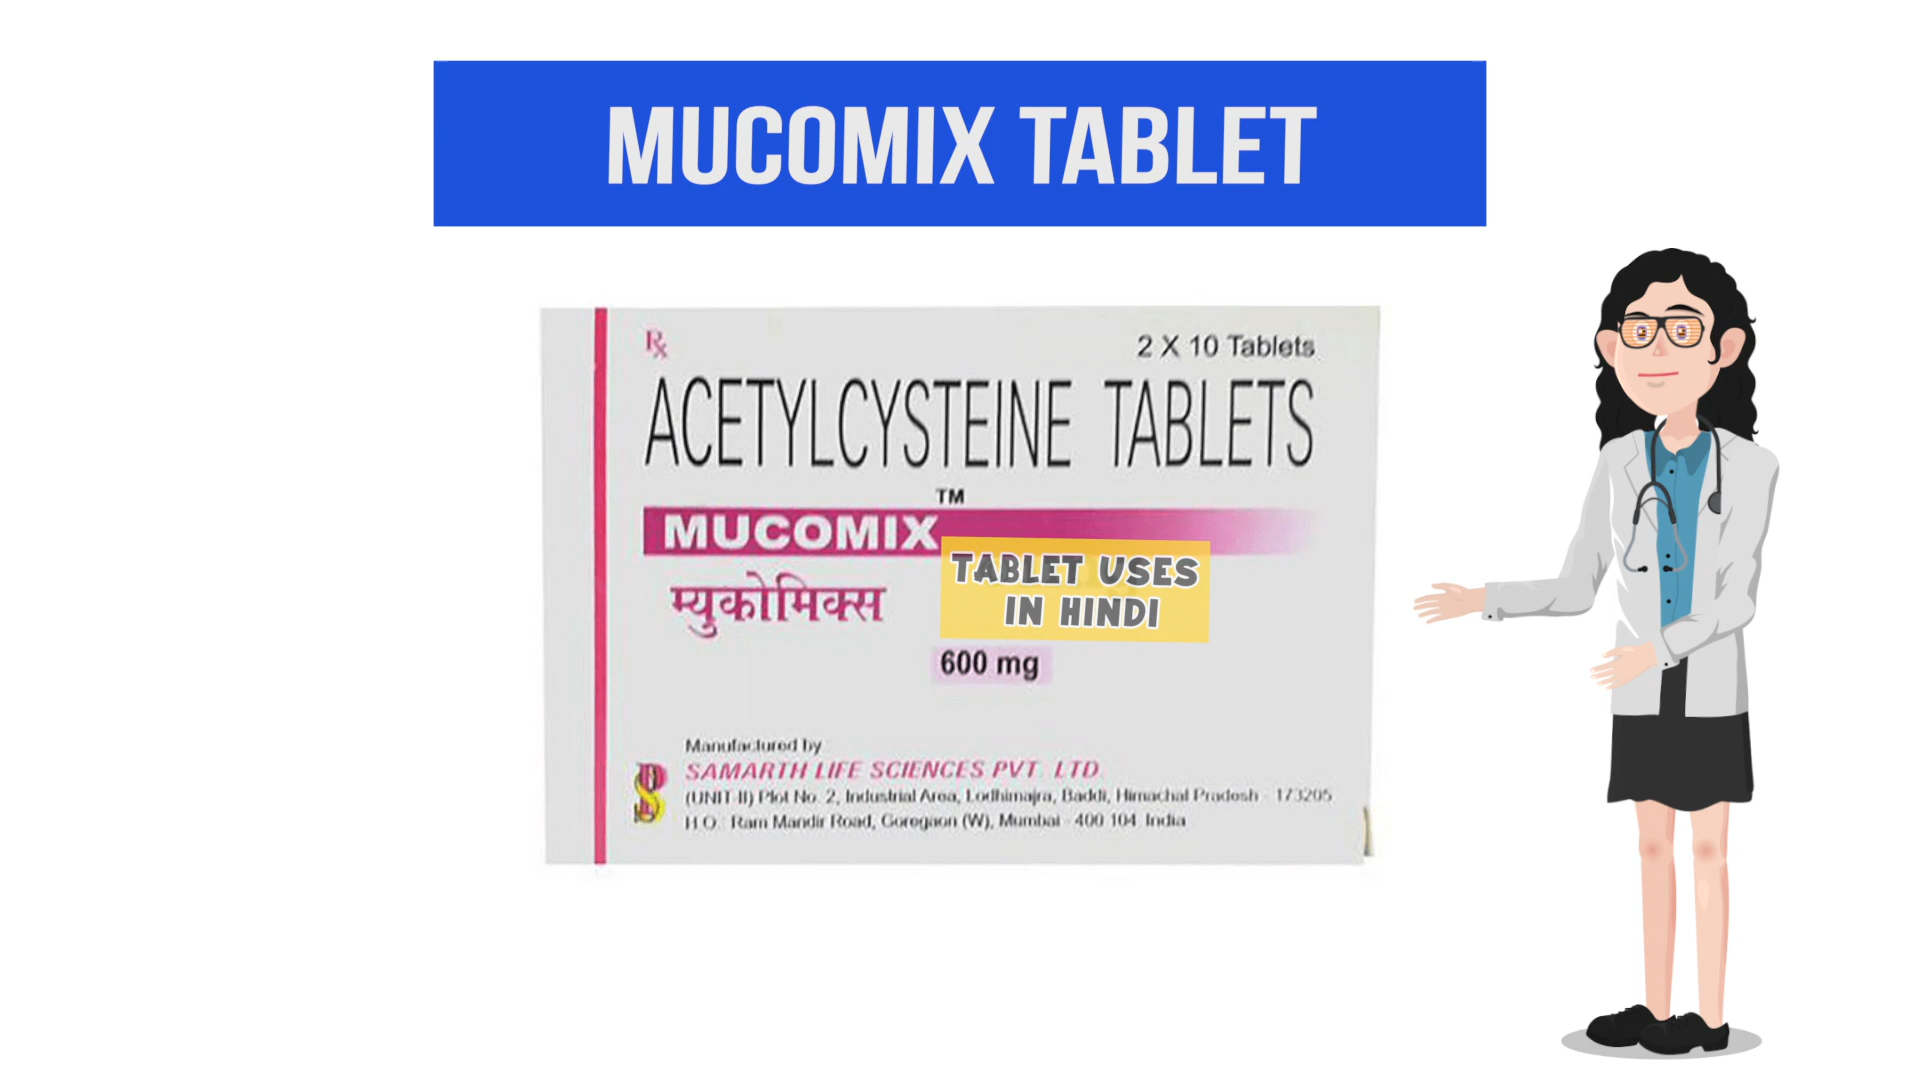 MUCOMIX TABLET
Rx
2 X 10 Tablets
ACETYLCYSTEINE TABLETS
TM
MUCOMIX
म्युकोमिक्स
TABLET USES
IN HINDI
600 mg
Manufactured by
SAMARTH LIFE SCIENCES PVT. LTD.
(UNIT-II) Plot No. 2, Industrial Area, Lodhimajra, Baddi, Himachal Pradesh - 173205
H.O.: Ram Mandir Road, Goregaon (W), Mumbai - 400 104. India